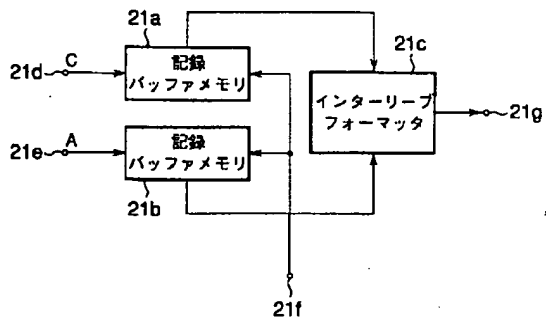 21a
21c
21d
C
記録
バッファメモリ
インターリーブ
フォーマッタ
21g
21e
A
記録
バッファメモリ
21b
21f